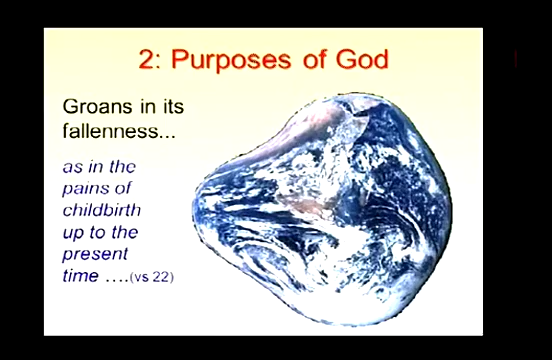 2: Purposes of God
Groans in its
fallenness...
as in the
pains of
childbirth
up to the
present
time ....(vs 22)